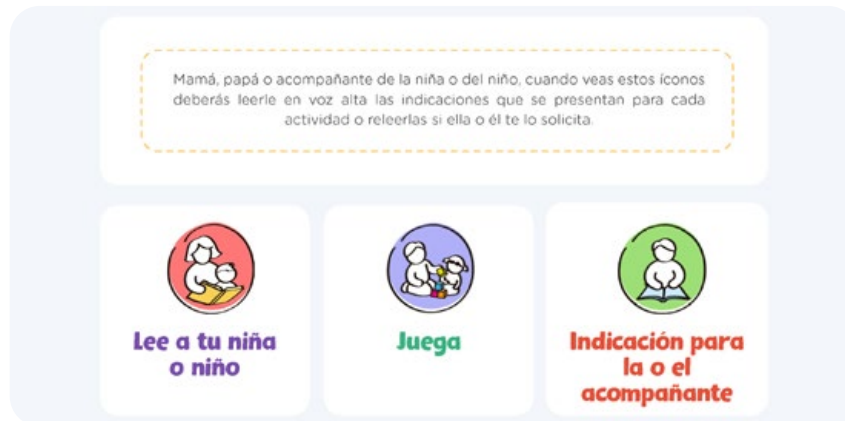 Mamá, papá o acompañante de la niña o del niño, cuando veas estos íconos
deberás leerle en voz alta las indicaciones que se presentan para cada
actividad o releerlas si ella o él te lo solicita.
Lee a tu niña
o niño
Juega
Indicación para
la o el
acompañante